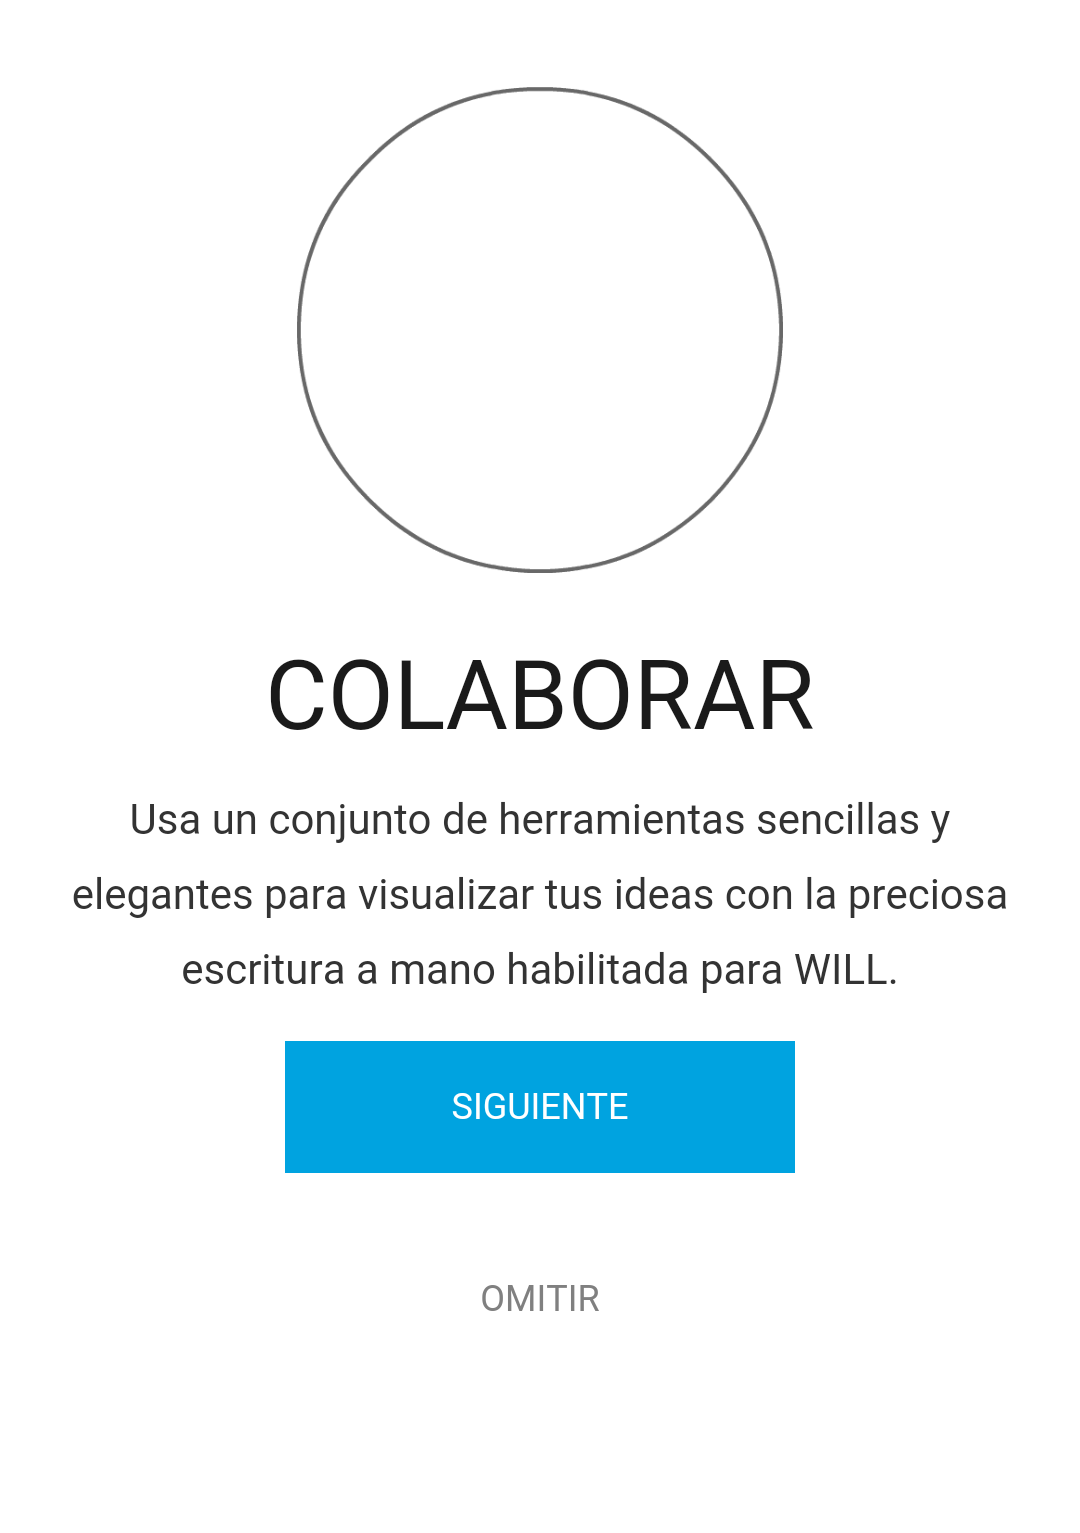 COLABORAR
Usa un conjunto de herramientas sencillas y
elegantes para visualizar tus ideas con la preciosa
escritura a mano habilitada para WILL.
SIGUIENTE
OMITIR